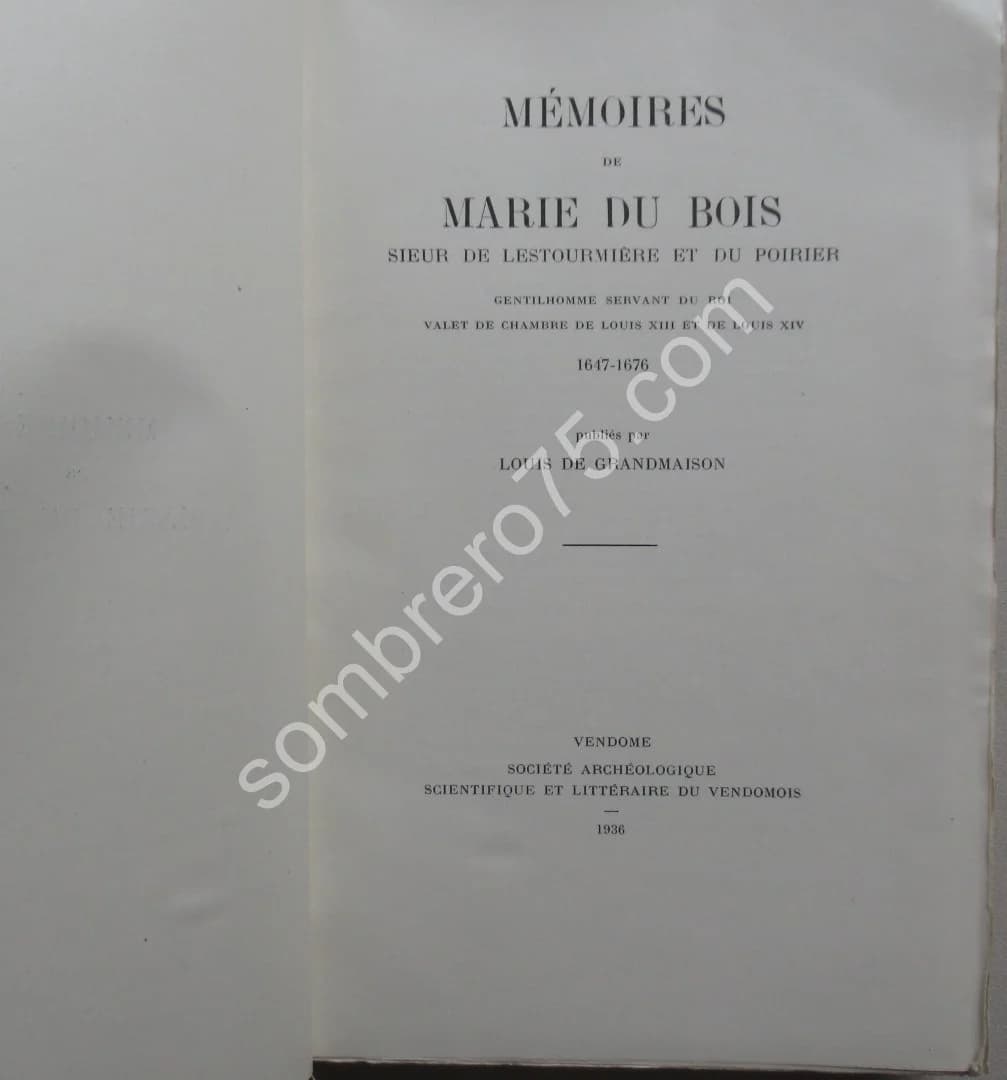 MÉMOIRES
DE
MARIE DU BOIS
SIEUR DE LESTOURMIÈRE ET DU POIRIER
GENTILHOMME SERVANT DU ROI
VALET DE CHAMBRE DE LOUIS XIII ET DE LOUIS XIV
1647-1676
publiés par
LOUIS DE GRANDMAISON
VENDOME
SOCIÉTÉ ARCHÉOLOGIQUE
SCIENTIFIQUE ET LITTÉRAIRE DU VENDOMOIS
1936
sombrero75.com